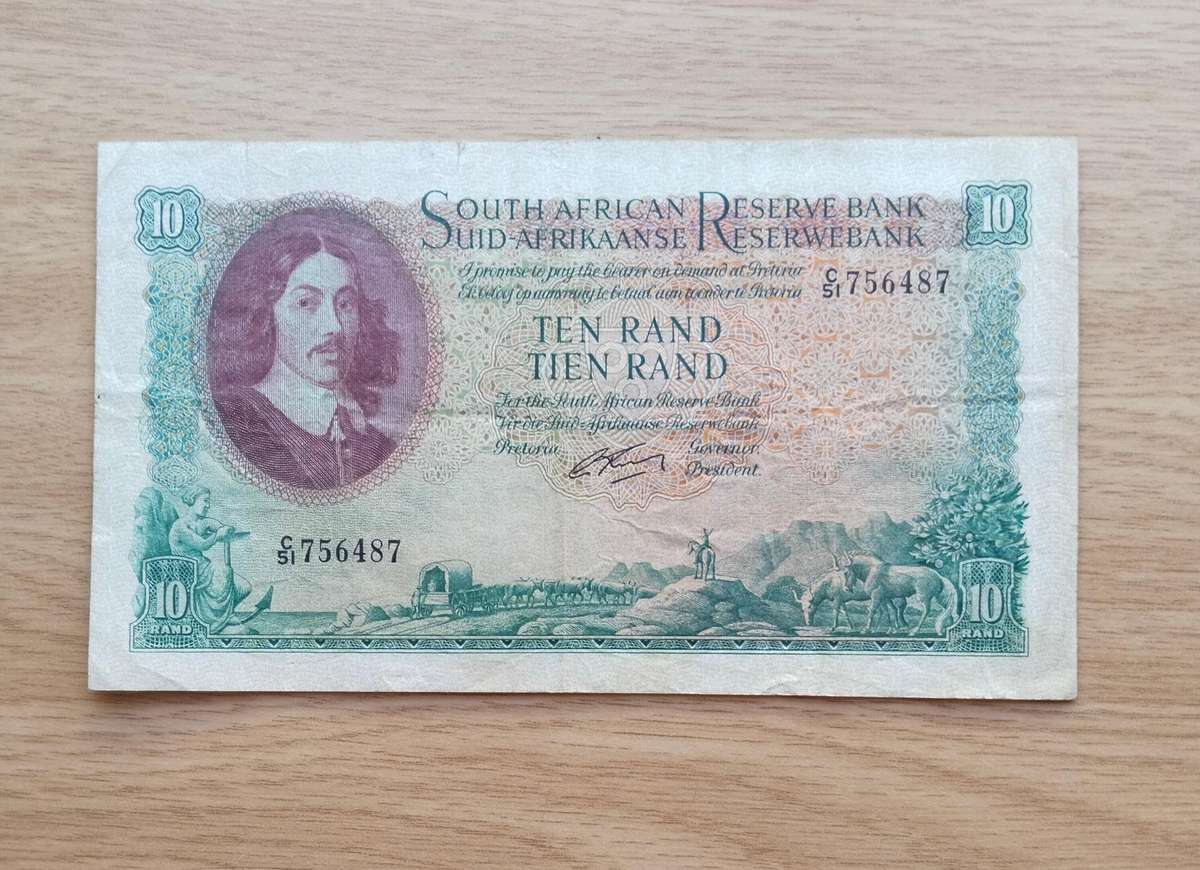 10
10
SOUTH AFRICAN RESERVE BANK
SUID-AFRIKAANSE RESERWEBANK
I promise to pay the bearer on demand at Pretoria
Ek beloof op aanvraag te betaal aan toonder te Pretoria
C/51 756487
TEN RAND
TIEN RAND
For the South African Reserve Bank
Vir die Suid-Afrikaanse Reserwebank
Pretoria.
Governor.
President.
C/51 756487
10
RAND
10
RAND